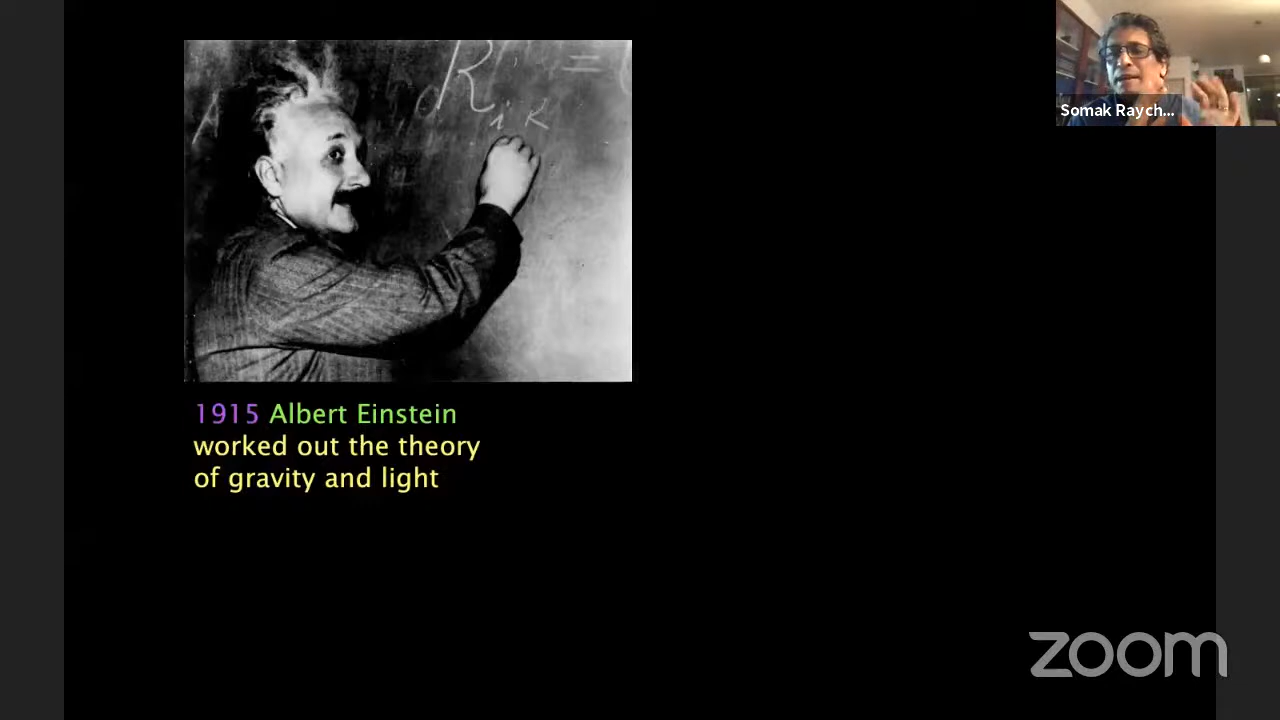 R
i K
=
A
Somak Raych...
1915 Albert Einstein
worked out the theory
of gravity and light
zoom